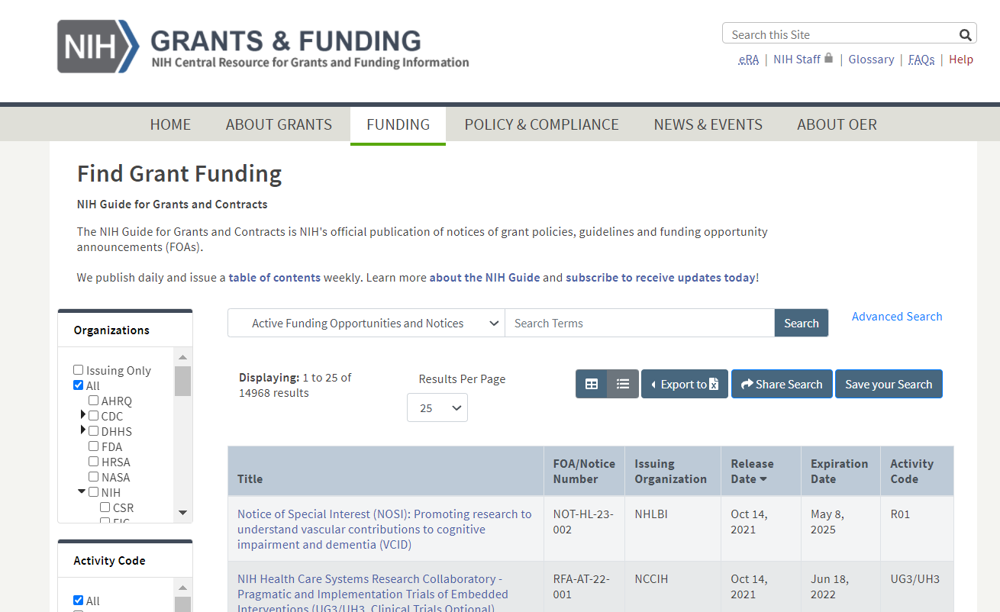 NIH GRANTS & FUNDING
NIH Central Resource for Grants and Funding Information
Search this Site
eRA | NIH Staff | Glossary | FAQs | Help
HOME ABOUT GRANTS FUNDING POLICY & COMPLIANCE NEWS & EVENTS ABOUT OER
Find Grant Funding
NIH Guide for Grants and Contracts
The NIH Guide for Grants and Contracts is NIH's official publication of notices of grant policies, guidelines and funding opportunity
announcements (FOAs).
We publish daily and issue a table of contents weekly. Learn more about the NIH Guide and subscribe to receive updates today!
Organizations
Issuing Only
All
AHRQ
CDC
DHHS
FDA
HRSA
NASA
NIH
CSR
FIC
Activity Code
All
Active Funding Opportunities and Notices Search Terms Search Advanced Search
Displaying: 1 to 25 of
14968 results
Results Per Page
25
Export to Share Search Save your Search
Title FOA/Notice Number Issuing Organization Release Date Expiration Date Activity Code
Notice of Special Interest (NOSI): Promoting research to
understand vascular contributions to cognitive
impairment and dementia (VCID)
NOT-HL-23-
002
NHLBI
Oct 14,
2021
May 8,
2025
R01
NIH Health Care Systems Research Collaboratory -
Pragmatic and Implementation Trials of Embedded
Interventions (UG3/UH3, Clinical Trials Optional)
RFA-AT-22-
001
NCCIH
Oct 14,
2021
Jun 18,
2022
UG3/UH3